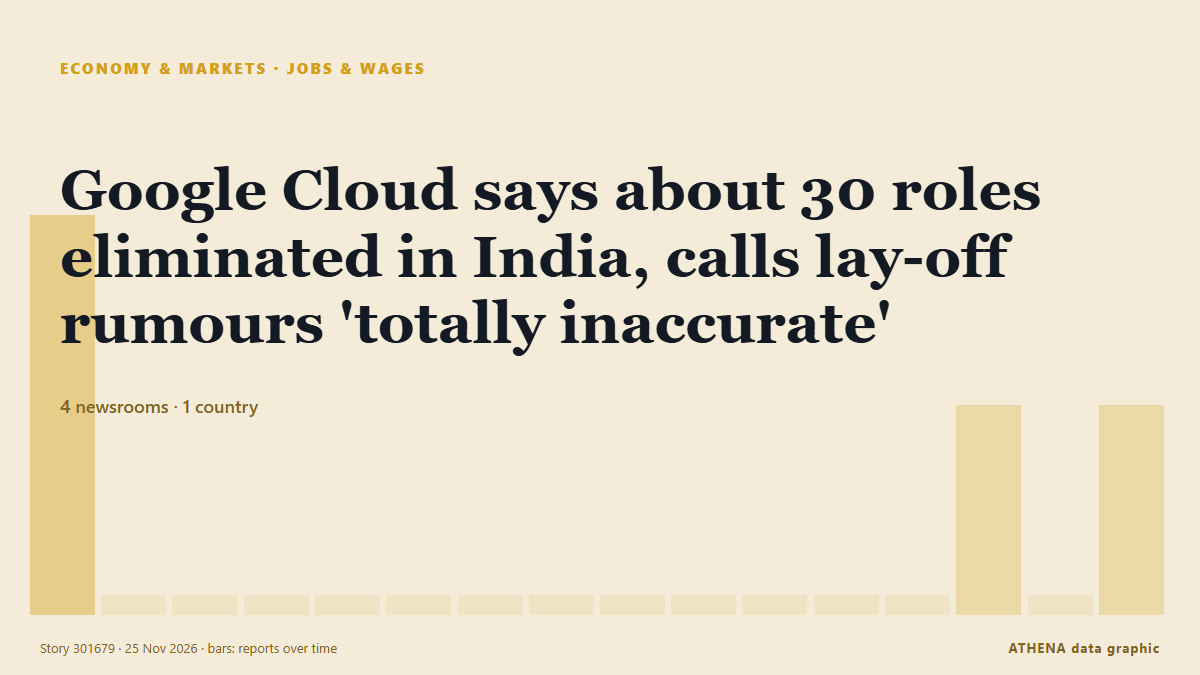 ECONOMY & MARKETS · JOBS & WAGES
Google Cloud says about 30 roles
eliminated in India, calls lay-off
rumours 'totally inaccurate'
4 newsrooms · 1 country
Story 301679 · 25 Nov 2026 · bars: reports over time
ATHENA data graphic